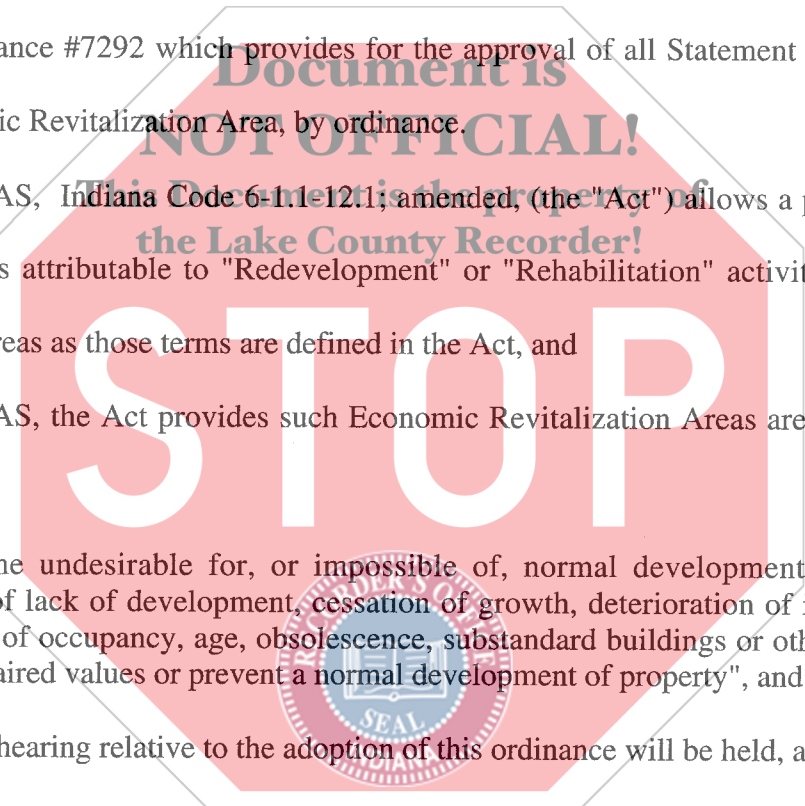 ance #7292 which provides for the approval of all Statement
Document is
ic Revitalization Area, by ordinance.
NOT OFFICIAL!
AS, Indiana Code 6-1.1-12.1; amended, (the "Act") allows a p
This Document is the property of
the Lake County Recorder!
s attributable to "Redevelopment" or "Rehabilitation" activit
reas as those terms are defined in the Act, and
STOP
AS, the Act provides such Economic Revitalization Areas are
ne undesirable for, or impossible of, normal development
of lack of development, cessation of growth, deterioration of
of occupancy, age, obsolescence, substandard buildings or oth
aired values or prevent a normal development of property", and
RECORDER'S OFFICE
SEAL
INDIANA
hearing relative to the adoption of this ordinance will be held, a